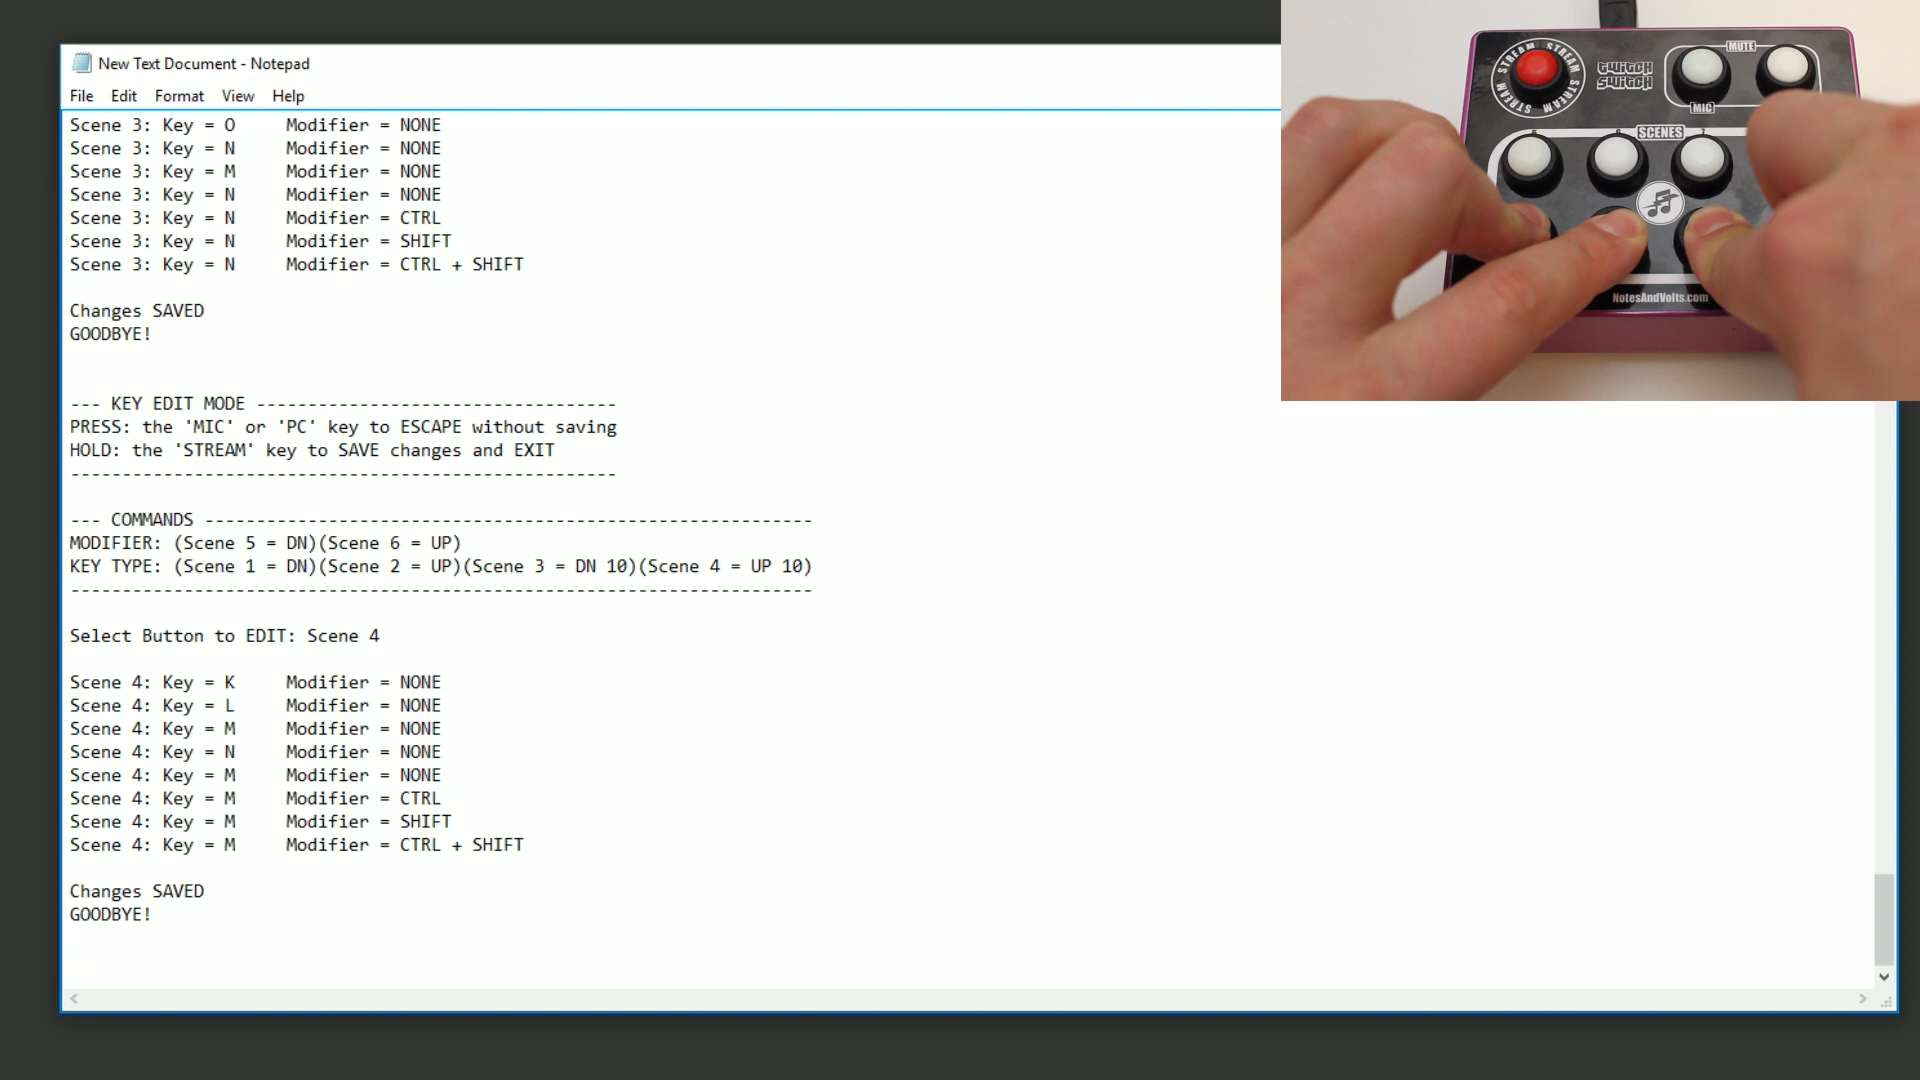 New Text Document - Notepad
File Edit Format View Help
Scene 3: Key = O Modifier = NONE
Scene 3: Key = N Modifier = NONE
Scene 3: Key = M Modifier = NONE
Scene 3: Key = N Modifier = NONE
Scene 3: Key = N Modifier = CTRL
Scene 3: Key = N Modifier = SHIFT
Scene 3: Key = N Modifier = CTRL + SHIFT
Changes SAVED
GOODBYE!
--- KEY EDIT MODE -----------------------------------
PRESS: the 'MIC' or 'PC' key to ESCAPE without saving
HOLD: the 'STREAM' key to SAVE changes and EXIT
-----------------------------------------------------
--- COMMANDS -----------------------------------------------------------
MODIFIER: (Scene 5 = DN)(Scene 6 = UP)
KEY TYPE: (Scene 1 = DN)(Scene 2 = UP)(Scene 3 = DN 10)(Scene 4 = UP 10)
------------------------------------------------------------------------
Select Button to EDIT: Scene 4
Scene 4: Key = K Modifier = NONE
Scene 4: Key = L Modifier = NONE
Scene 4: Key = M Modifier = NONE
Scene 4: Key = N Modifier = NONE
Scene 4: Key = M Modifier = NONE
Scene 4: Key = M Modifier = CTRL
Scene 4: Key = M Modifier = SHIFT
Scene 4: Key = M Modifier = CTRL + SHIFT
Changes SAVED
GOODBYE!
STREAM STREAM STREAM STREAM
twitch
switch
MUTE
MIC
SCENES
NotesAndVolts.com